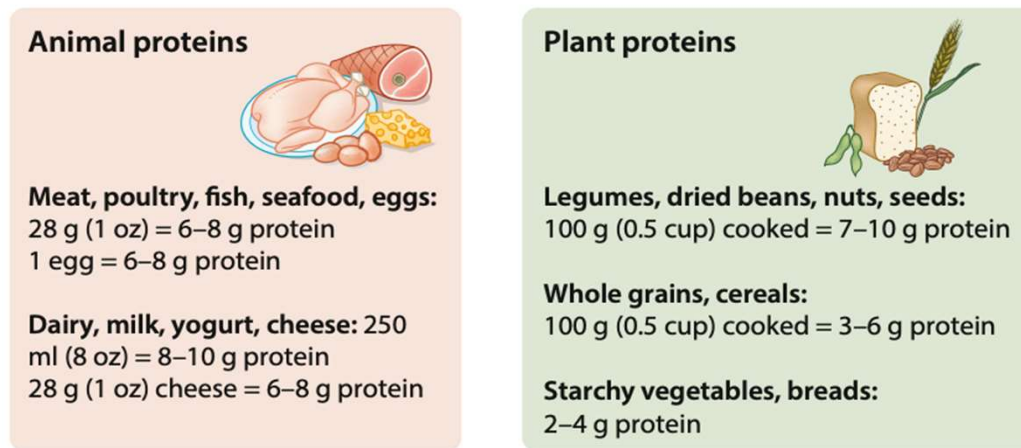 Animal proteins
Meat, poultry, fish, seafood, eggs:
28 g (1 oz) = 6–8 g protein
1 egg = 6–8 g protein
Dairy, milk, yogurt, cheese: 250
ml (8 oz) = 8–10 g protein
28 g (1 oz) cheese = 6–8 g protein
Plant proteins
Legumes, dried beans, nuts, seeds:
100 g (0.5 cup) cooked = 7–10 g protein
Whole grains, cereals:
100 g (0.5 cup) cooked = 3–6 g protein
Starchy vegetables, breads:
2–4 g protein